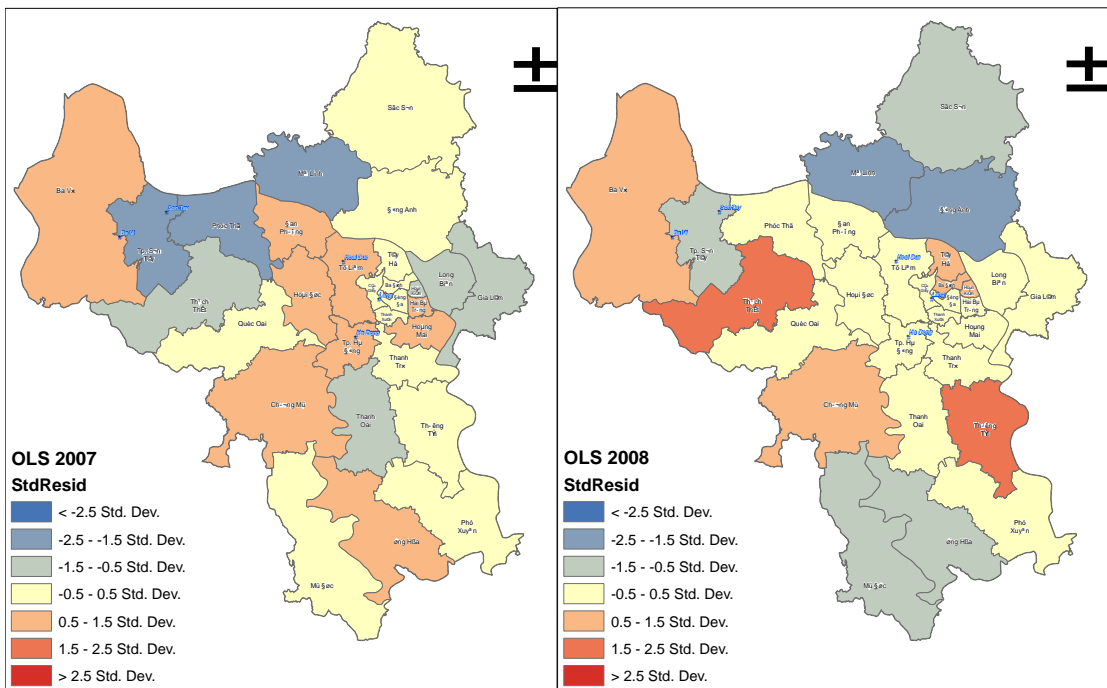 Sãc S¬n
Mª Linh
Ba V×
§«ng Anh
Phóc Thä
§an
Ph­îng
Tp. S¬n
T©y
T©y
Hå
Tõ Liªm
Long
Biªn
Gia L©m
Th¹ch
ThÊt
Hoµi §øc
Quèc Oai
Hai Bµ
Tr­ng
Hoµng
Mai
Tp. Hµ
§«ng
Thanh
Tr×
Ch­¬ng Mü
Thanh
Oai
Th­êng
TÝn
Phó
Xuyªn
øng Hßa
Mü §øc
OLS 2007
StdResid
< -2.5 Std. Dev.
-2.5 - -1.5 Std. Dev.
-1.5 - -0.5 Std. Dev.
-0.5 - 0.5 Std. Dev.
0.5 - 1.5 Std. Dev.
1.5 - 2.5 Std. Dev.
> 2.5 Std. Dev.
Sãc S¬n
Mª Linh
Ba V×
§«ng Anh
Phóc Thä
§an
Ph­îng
Tp. S¬n
T©y
T©y
Hå
Tõ Liªm
Long
Biªn
Gia L©m
Th¹ch
ThÊt
Hoµi §øc
Quèc Oai
Hoµng
Mai
Tp. Hµ
§«ng
Thanh
Tr×
Ch­¬ng Mü
Thanh
Oai
Th­êng
TÝn
Phó
Xuyªn
øng Hßa
Mü §øc
OLS 2008
StdResid
< -2.5 Std. Dev.
-2.5 - -1.5 Std. Dev.
-1.5 - -0.5 Std. Dev.
-0.5 - 0.5 Std. Dev.
0.5 - 1.5 Std. Dev.
1.5 - 2.5 Std. Dev.
> 2.5 Std. Dev.